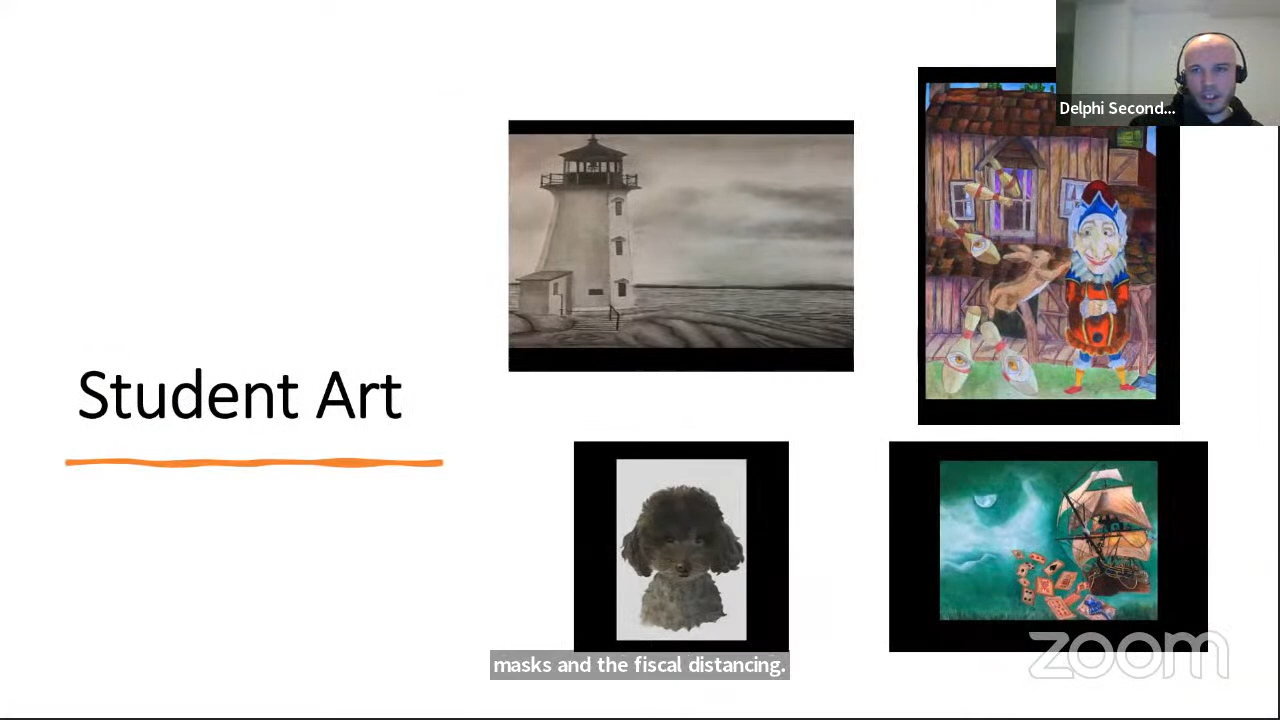 Delphi Second...
Student Art
masks and the fiscal distancing.
zoom